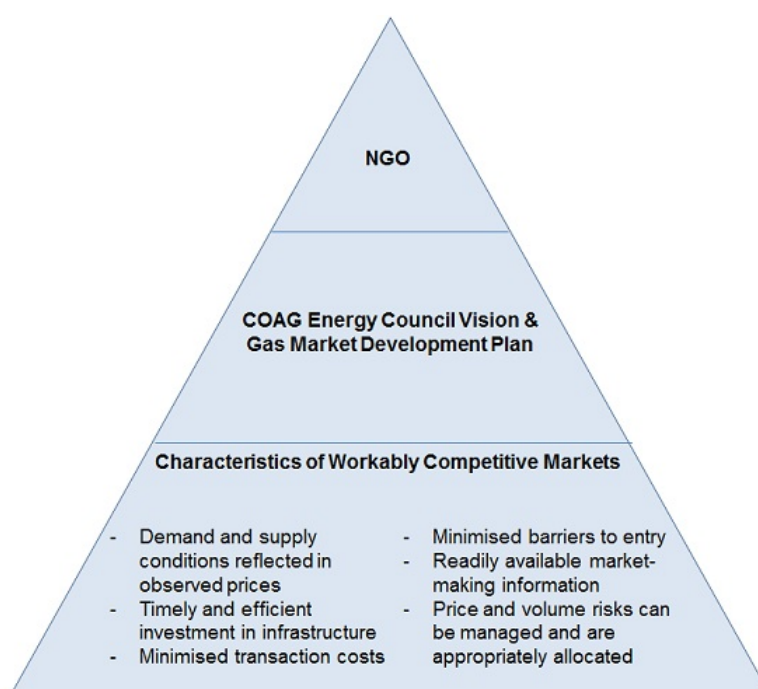 NGO
COAG Energy Council Vision &
Gas Market Development Plan
Characteristics of Workably Competitive Markets
- Demand and supply
conditions reflected in
observed prices
- Timely and efficient
investment in infrastructure
- Minimised transaction costs
- Minimised barriers to entry
- Readily available market-
making information
- Price and volume risks can
be managed and are
appropriately allocated